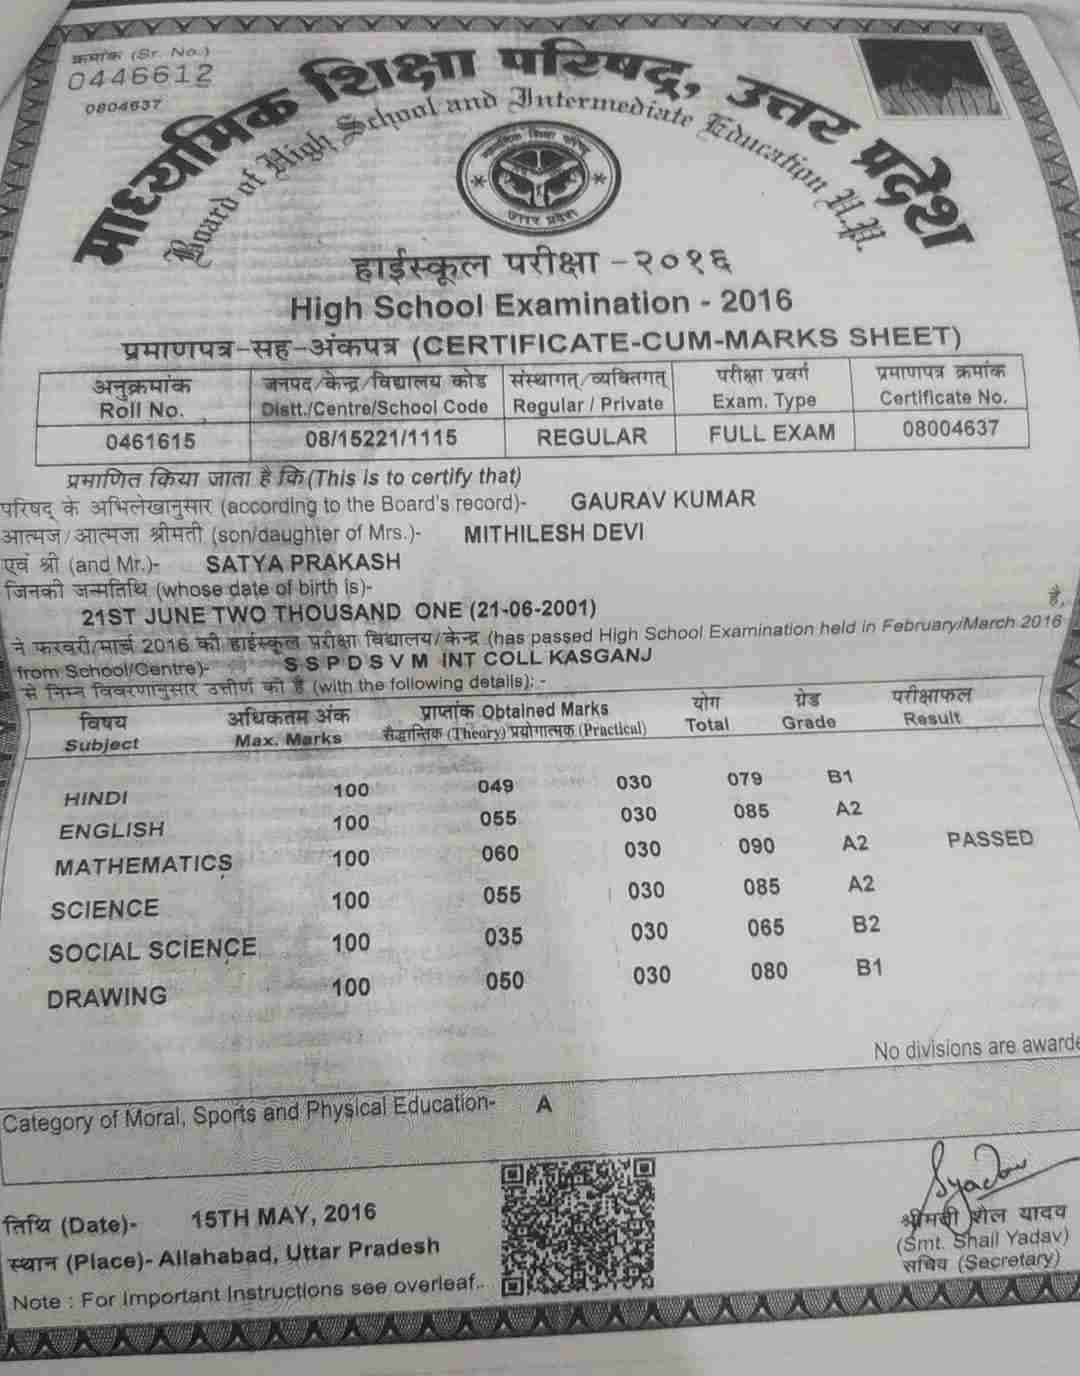 क्रमांक (Sr. No.)
0446612
0804637
माध्यमिक शिक्षा परिषद्, उत्तर प्रदेश
Board of High School and Intermediate Education U.P.
माध्यमिक शिक्षा परिषद्
उत्तर प्रदेश
हाईस्कूल परीक्षा - २०१६
High School Examination - 2016
प्रमाणपत्र-सह-अंकपत्र (CERTIFICATE-CUM-MARKS SHEET)
अनुक्रमांक जनपद/केन्द्र/विद्यालय कोड संस्थागत/व्यक्तिगत् परीक्षा प्रवर्ग प्रमाणपत्र क्रमांक
Roll No. Distt./Centre/School Code Regular / Private Exam. Type Certificate No.
0461615 08/15221/1115 REGULAR FULL EXAM 08004637
प्रमाणित किया जाता है कि (This is to certify that)
परिषद् के अभिलेखानुसार (according to the Board's record)- GAURAV KUMAR
आत्मज/आत्मजा श्रीमती (son/daughter of Mrs.)- MITHILESH DEVI
एवं श्री (and Mr.)- SATYA PRAKASH
जिनकी जन्मतिथि (whose date of birth is)-
21ST JUNE TWO THOUSAND ONE (21-06-2001) है,
ने फरवरी/मार्च 2016 की हाईस्कूल परीक्षा विद्यालय/केन्द्र (has passed High School Examination held in February/March 2016
from School/Centre)- S S P D S V M INT COLL KASGANJ
से निम्न विवरणानुसार उत्तीर्ण की है (with the following details): -
विषय अधिकतम अंक प्राप्तांक Obtained Marks योग ग्रेड परीक्षाफल
Subject Max. Marks सैद्धान्तिक (Theory) प्रयोगात्मक (Practical) Total Grade Result
HINDI 100 049 030 079 B1
ENGLISH 100 055 030 085 A2
MATHEMATICS 100 060 030 090 A2 PASSED
SCIENCE 100 055 030 085 A2
SOCIAL SCIENCE 100 035 030 065 B2
DRAWING 100 050 030 080 B1
No divisions are awarde
Category of Moral, Sports and Physical Education- A
Syadav
तिथि (Date)- 15TH MAY, 2016
श्रीमती शैल यादव
स्थान (Place)- Allahabad, Uttar Pradesh
(Smt. Shail Yadav)
सचिव (Secretary)
Note : For Important Instructions see overleaf..